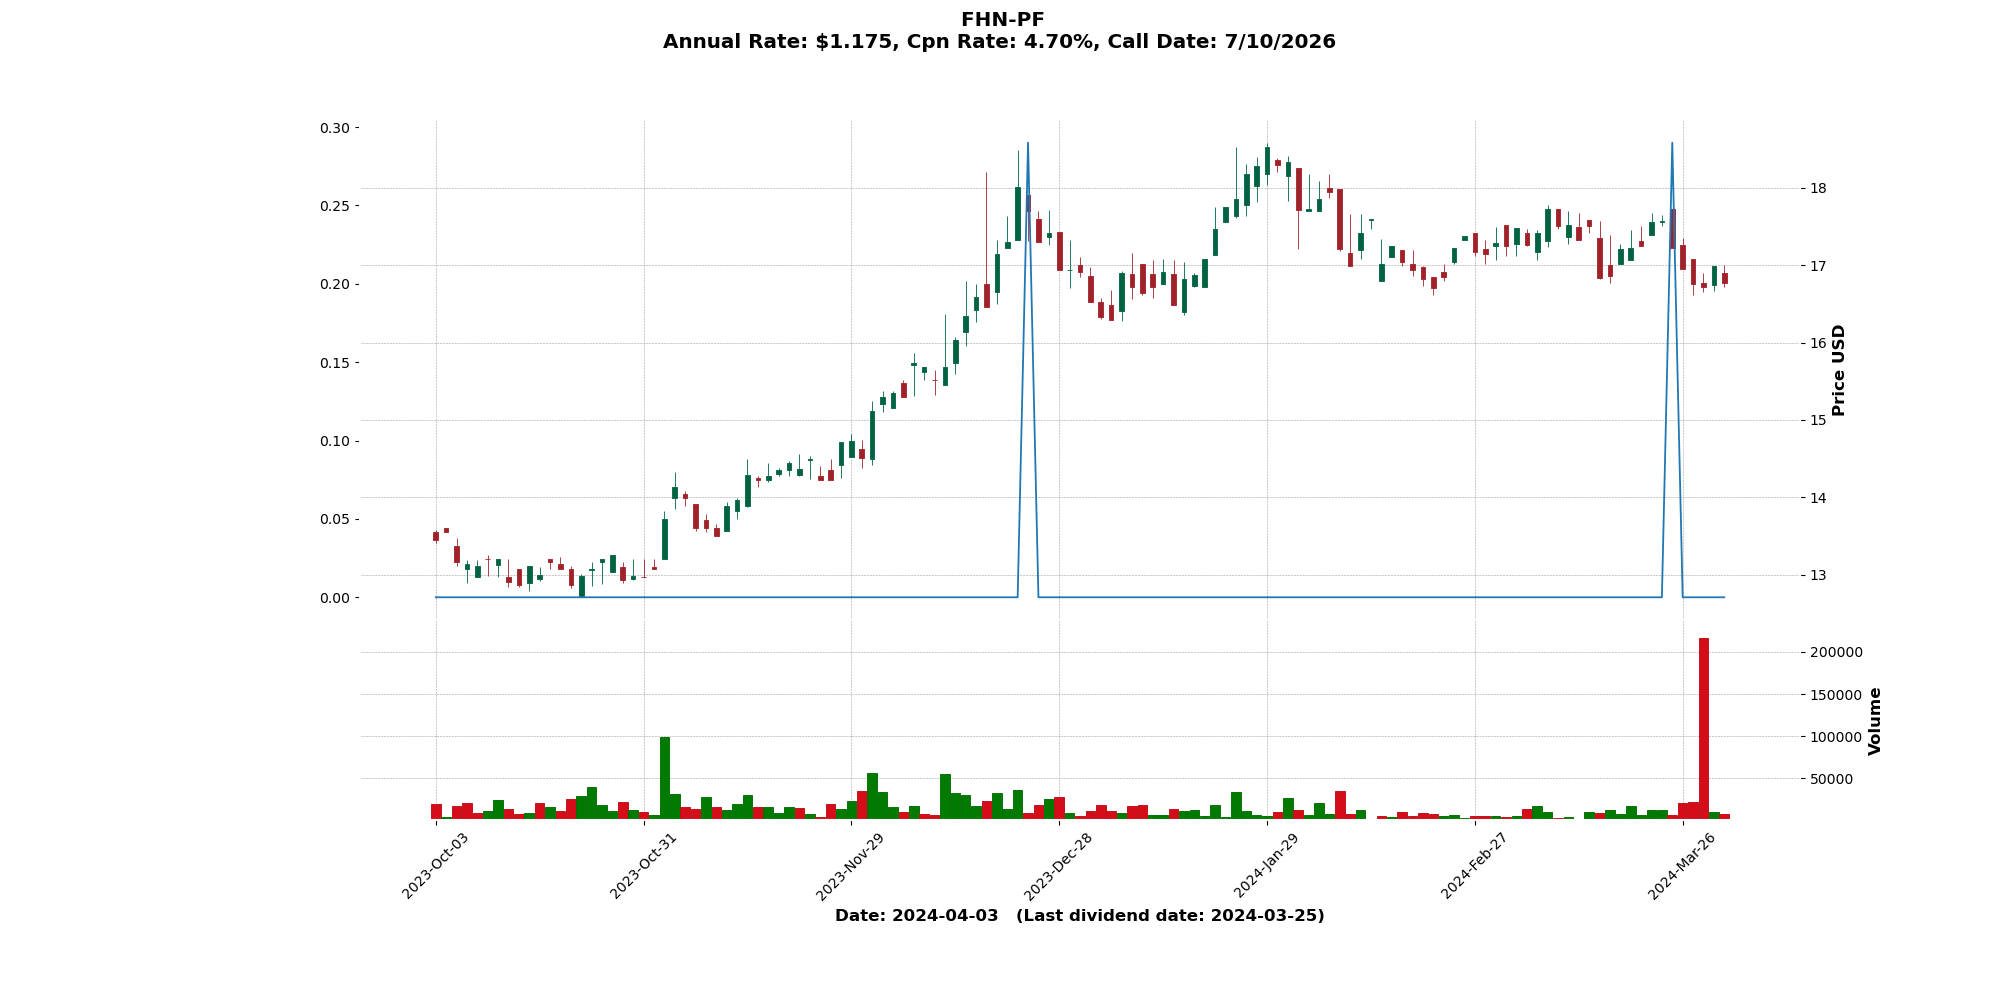 FHN-PF
Annual Rate: $1.175, Cpn Rate: 4.70%, Call Date: 7/10/2026
0.30
0.25
0.20
0.15
0.10
0.05
0.00
18
17
16
15
14
13
Price USD
200000
150000
100000
50000
Volume
2023-Oct-03
2023-Oct-31
2023-Nov-29
2023-Dec-28
2024-Jan-29
2024-Feb-27
2024-Mar-26
Date: 2024-04-03   (Last dividend date: 2024-03-25)